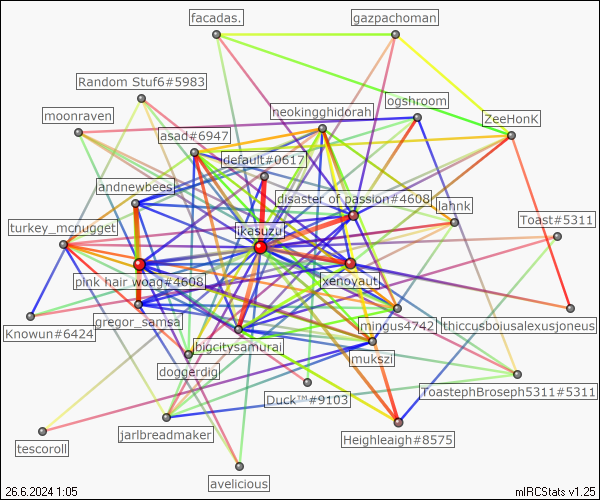 facadas.
gazpachoman
Random Stuf6#5983
ogshroom
neokingghidorah
moonraven
ZeeHonK
asad#6947
default#0617
andnewbees
disaster of passion#4608
lahnk
Toast#5311
turkey_mcnugget
ikasuzu
pink hair woag#4608
xenoyaut
gregor_samsa
mingus4742
thiccusboiusalexusjoneus
Knowun#6424
bigcitysamurai
mukszi
doggerdig
ToastephBroseph5311#5311
Duck™#9103
jarlbreadmaker
Heighleaigh#8575
tescoroll
avelicious
26.6.2024 1:05
mIRCStats v1.25